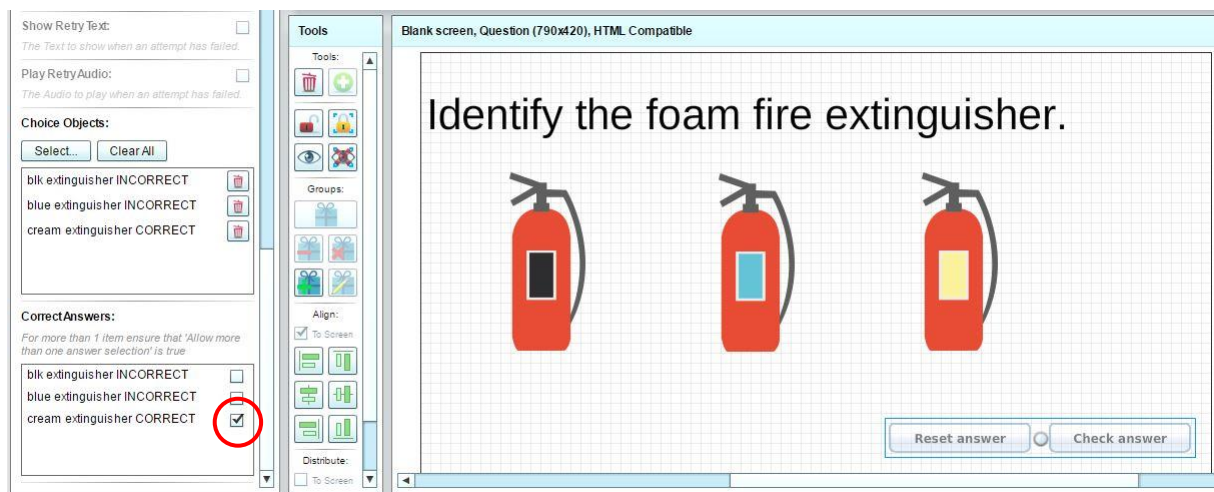 Show Retry Text:
The Text to show when an attempt has failed.
Play RetryAudio:
The Audio to play when an attempt has failed.
Choice Objects:
Select...
Clear All
blk extinguisher INCORRECT
blue extinguisher INCORRECT
cream extinguisher CORRECT
CorrectAnswers:
For more than 1 item ensure that 'Allow more
than one answer selection' is true
blk extinguisher INCORRECT
blue extinguisher INCORRECT
cream extinguisher CORRECT
Tools
Tools:
Groups:
Align:
To Screen
Distribute:
To Screen
Blank screen, Question (790x420), HTML Compatible
Identify the foam fire extinguisher.
Reset answer
Check answer